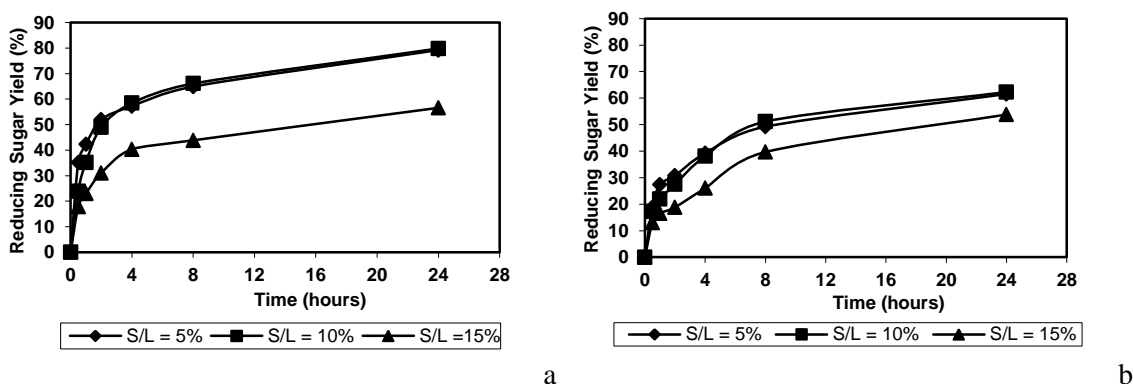 Reducing Sugar Yield (%)
90
80
70
60
50
40
30
20
10
0
0 4 8 12 16 20 24 28
Time (hours)
S/L = 5% S/L = 10% S/L =15%
a
Reducing Sugar Yield (%)
90
80
70
60
50
40
30
20
10
0
0 4 8 12 16 20 24 28
Time (hours)
S/L = 5% S/L = 10% S/L = 15%
b